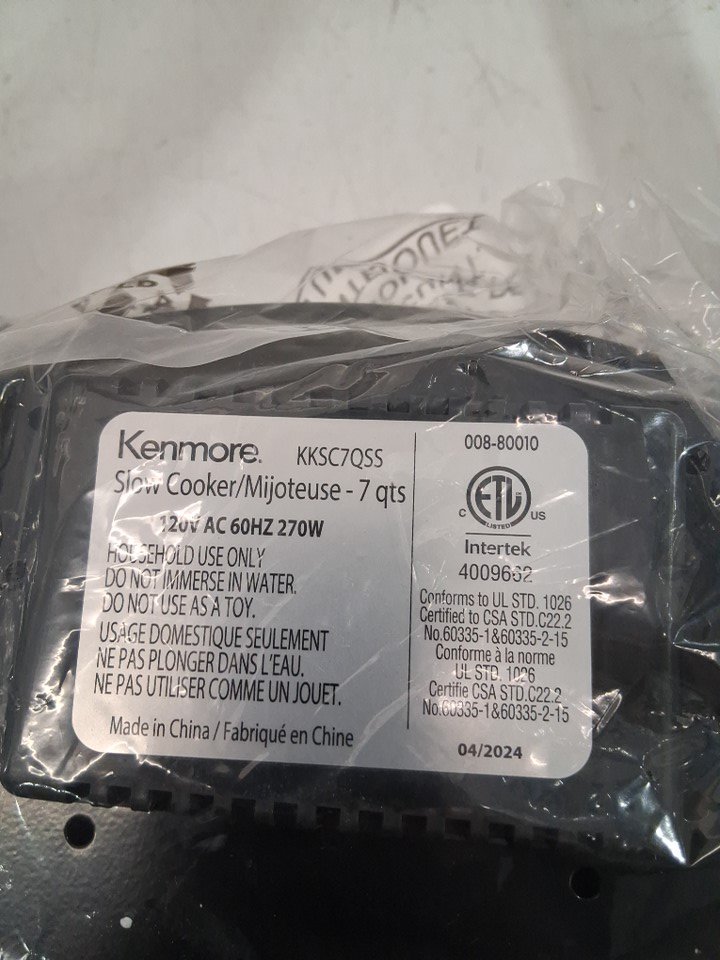 Kenmore. KKSC7QSS
Slow Cooker/Mijoteuse - 7 qts
120V AC 60HZ 270W
HOUSEHOLD USE ONLY
DO NOT IMMERSE IN WATER.
DO NOT USE AS A TOY.
USAGE DOMESTIQUE SEULEMENT
NE PAS PLONGER DANS L'EAU.
NE PAS UTILISER COMME UN JOUET.
Made in China / Fabriqué en Chine
008-80010
C ETL US
LISTED
Intertek
4009662
Conforms to UL STD. 1026
Certified to CSA STD.C22.2
No.60335-1&60335-2-15
Conforme à la norme
UL STD. 1026
Certifie CSA STD.C22.2
No.60335-1&60335-2-15
04/2024